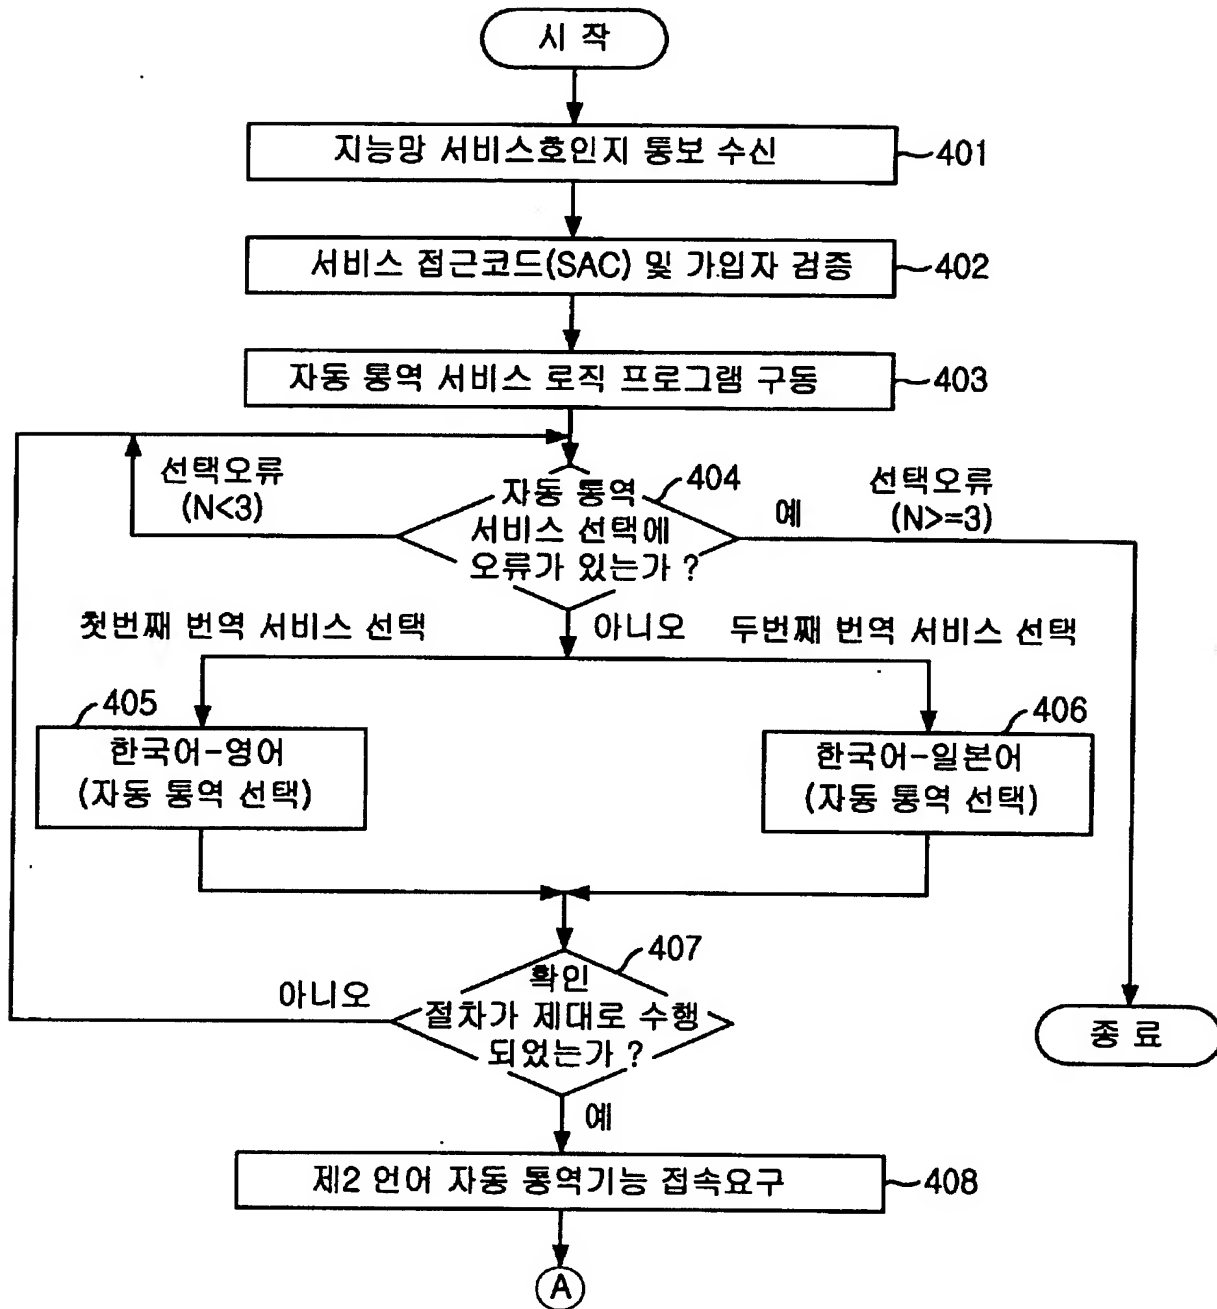 시 작
지능망 서비스호인지 통보 수신
401
서비스 접근코드(SAC) 및 가입자 검증
402
자동 통역 서비스 로직 프로그램 구동
403
선택오류
(N<3)
자동 통역
서비스 선택에
오류가 있는가 ?
404
예
선택오류
(N>=3)
첫번째 번역 서비스 선택
아니오
두번째 번역 서비스 선택
405
한국어-영어
(자동 통역 선택)
406
한국어-일본어
(자동 통역 선택)
407
확인
절차가 제대로 수행
되었는가 ?
아니오
종 료
예
제2 언어 자동 통역기능 접속요구
408
A